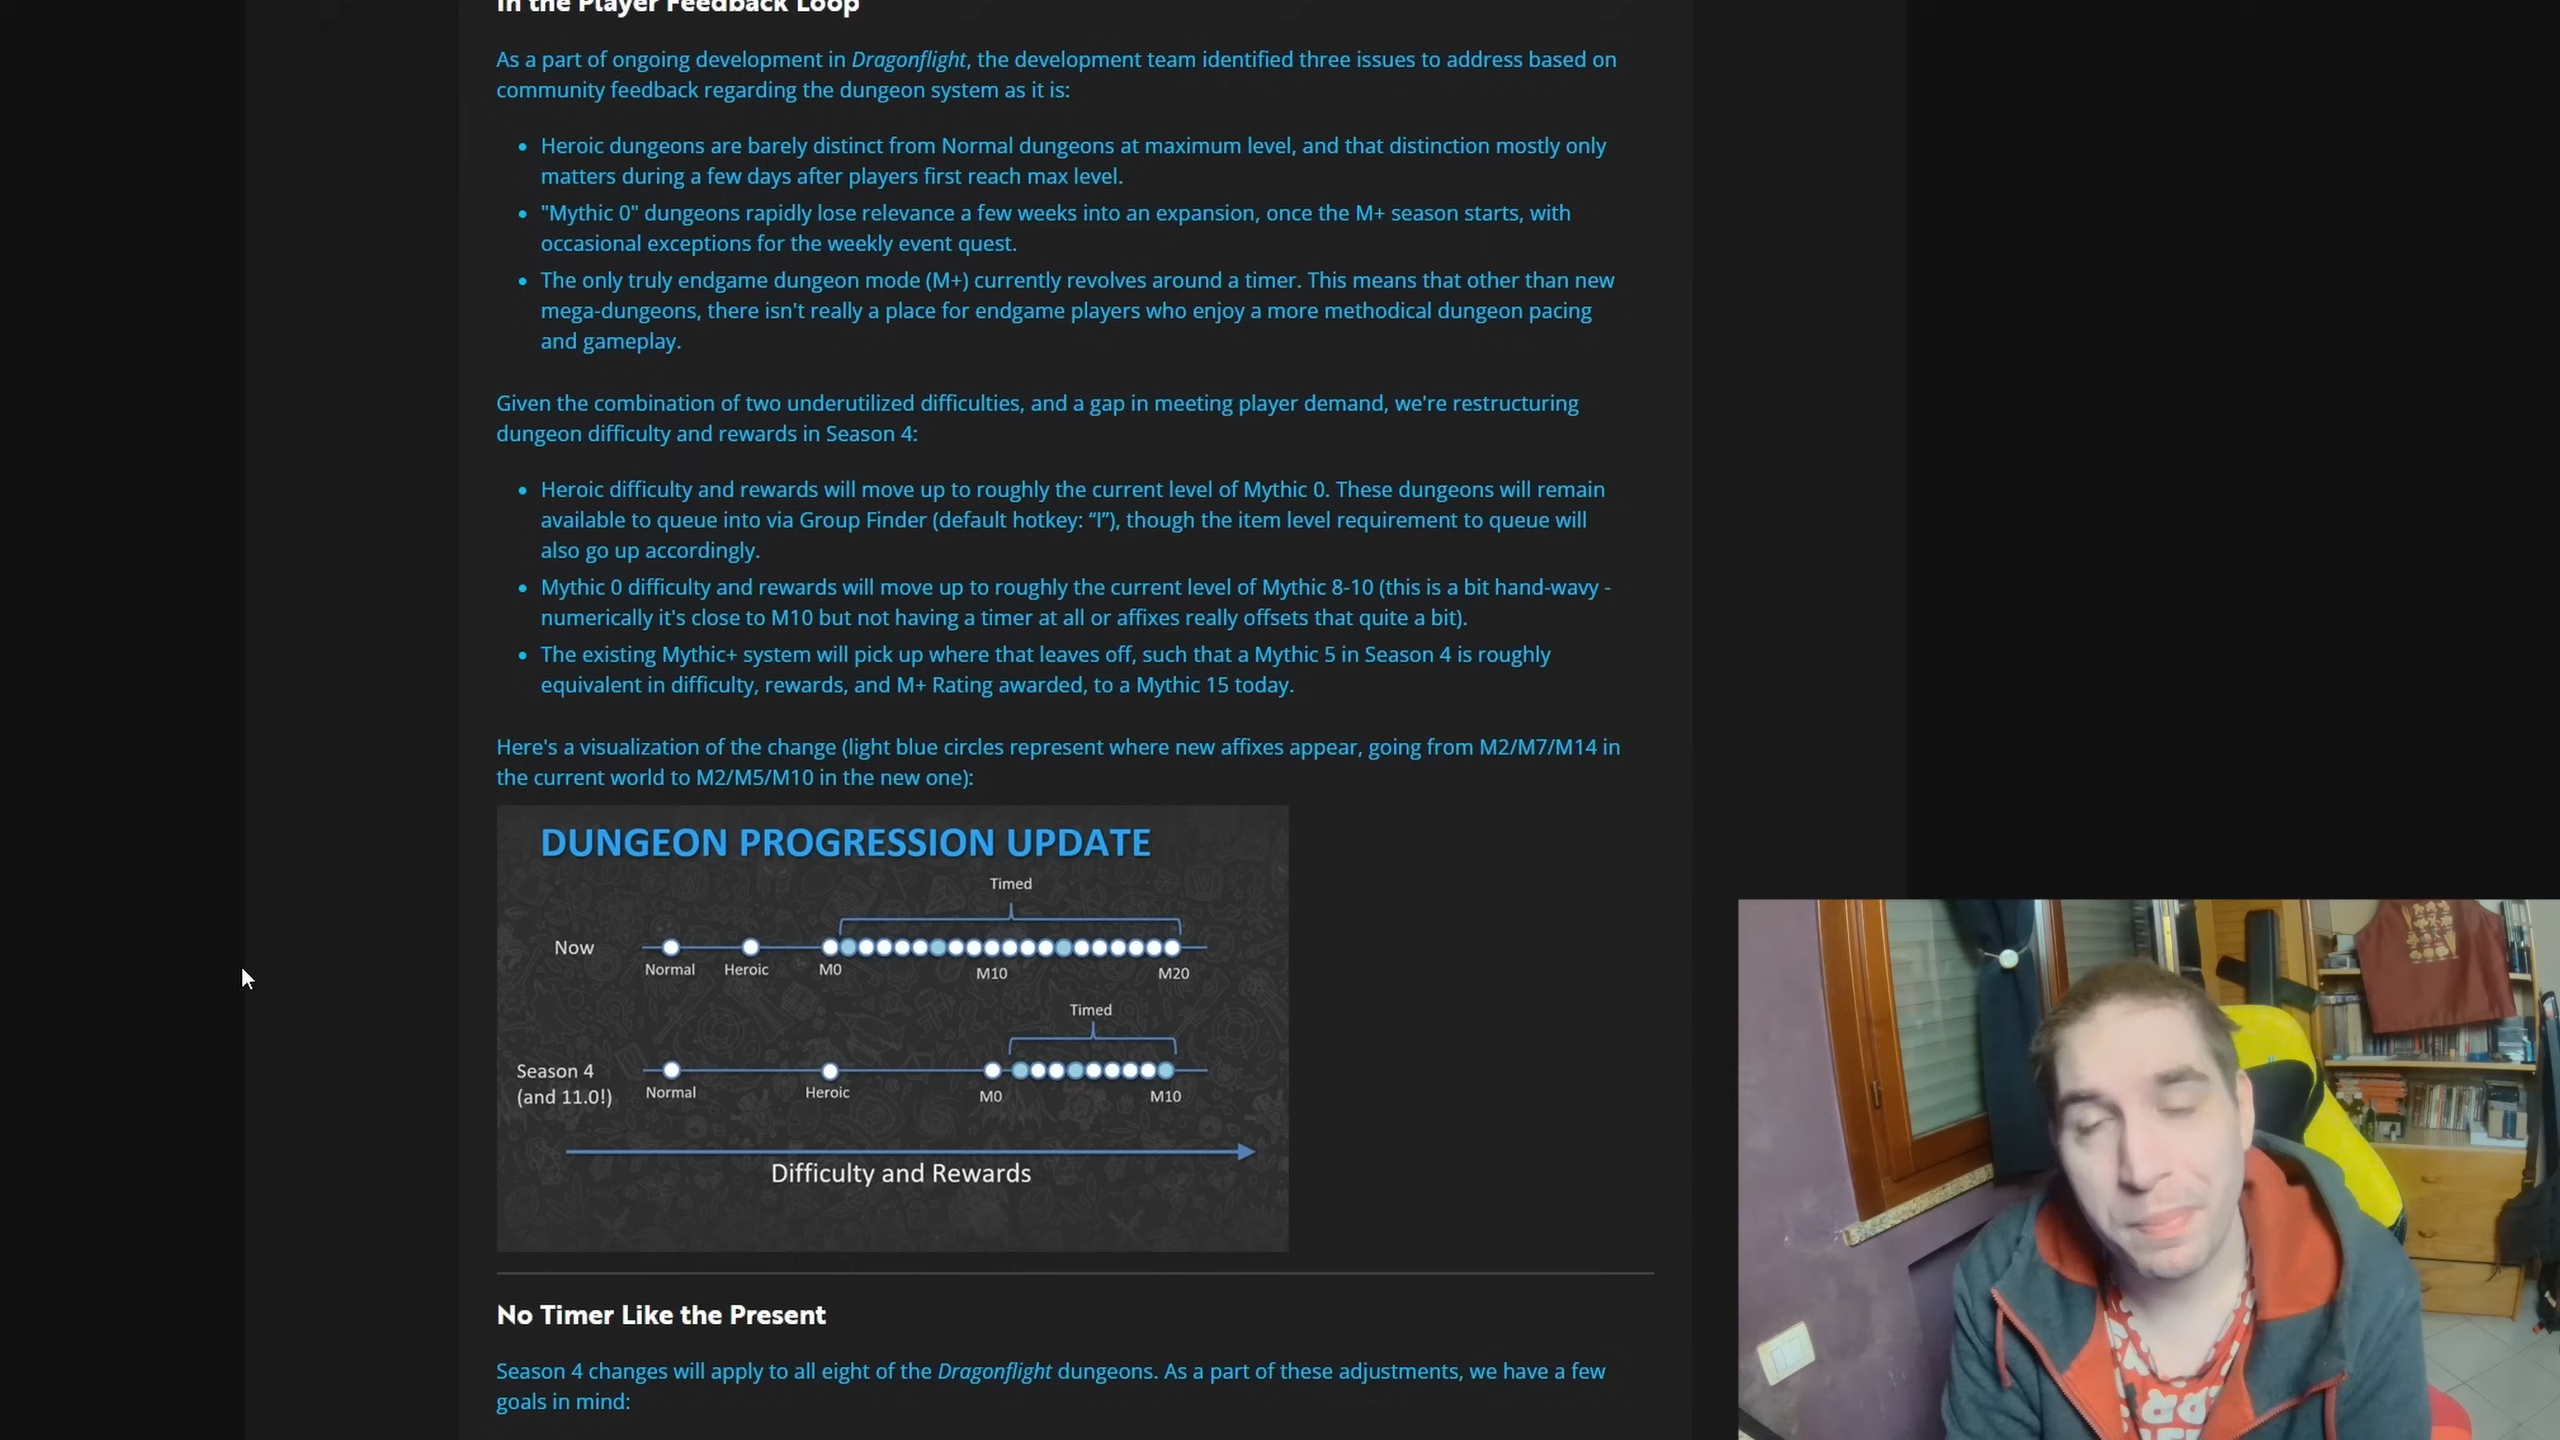 In the Player Feedback Loop
As a part of ongoing development in Dragonflight, the development team identified three issues to address based on
community feedback regarding the dungeon system as it is:
Heroic dungeons are barely distinct from Normal dungeons at maximum level, and that distinction mostly only
matters during a few days after players first reach max level.
"Mythic 0" dungeons rapidly lose relevance a few weeks into an expansion, once the M+ season starts, with
occasional exceptions for the weekly event quest.
The only truly endgame dungeon mode (M+) currently revolves around a timer. This means that other than new
mega-dungeons, there isn't really a place for endgame players who enjoy a more methodical dungeon pacing
and gameplay.
Given the combination of two underutilized difficulties, and a gap in meeting player demand, we're restructuring
dungeon difficulty and rewards in Season 4:
Heroic difficulty and rewards will move up to roughly the current level of Mythic 0. These dungeons will remain
available to queue into via Group Finder (default hotkey: “I”), though the item level requirement to queue will
also go up accordingly.
Mythic 0 difficulty and rewards will move up to roughly the current level of Mythic 8-10 (this is a bit hand-wavy -
numerically it's close to M10 but not having a timer at all or affixes really offsets that quite a bit).
The existing Mythic+ system will pick up where that leaves off, such that a Mythic 5 in Season 4 is roughly
equivalent in difficulty, rewards, and M+ Rating awarded, to a Mythic 15 today.
Here's a visualization of the change (light blue circles represent where new affixes appear, going from M2/M7/M14 in
the current world to M2/M5/M10 in the new one):
DUNGEON PROGRESSION UPDATE
Timed
Now
Normal Heroic M0 M10 M20
Timed
Season 4
(and 11.0!)
Normal Heroic M0 M10
Difficulty and Rewards
No Timer Like the Present
Season 4 changes will apply to all eight of the Dragonflight dungeons. As a part of these adjustments, we have a few
goals in mind: